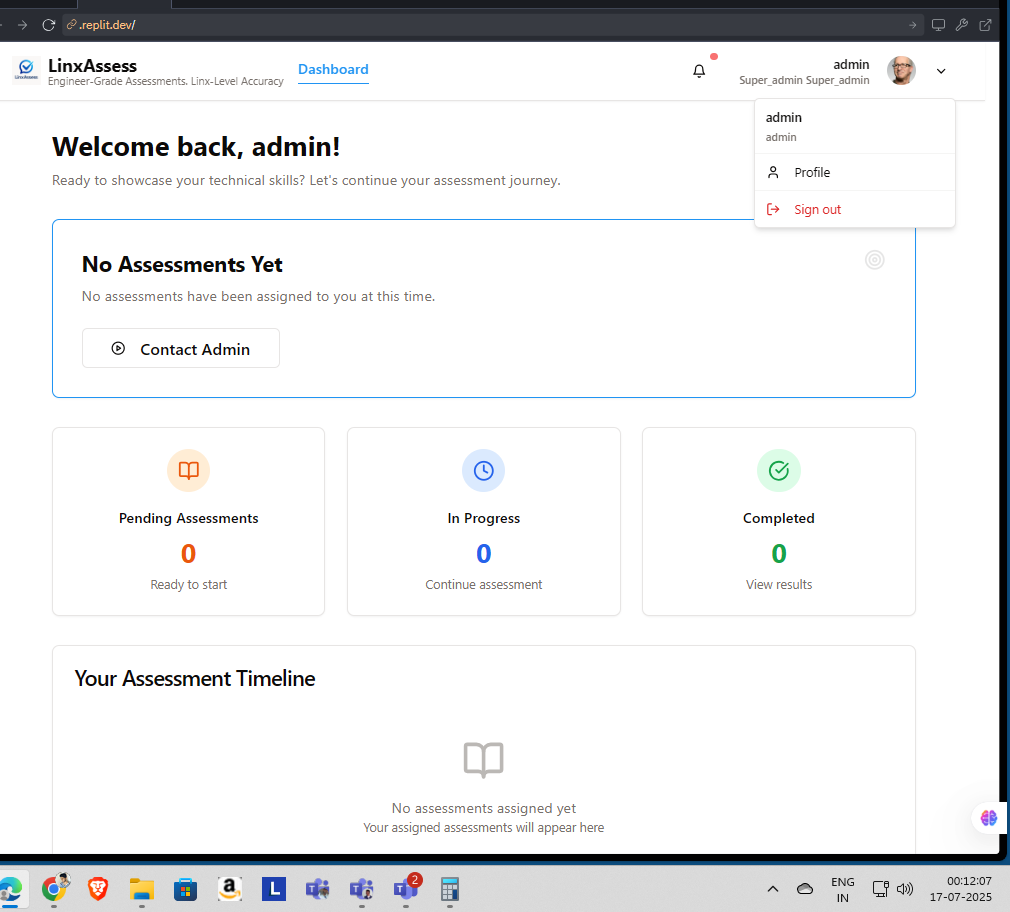 .replit.dev/
LinxAssess
Engineer-Grade Assessments. Linx-Level Accuracy
Dashboard
admin
Super_admin Super_admin
admin
admin
Profile
Sign out
Welcome back, admin!
Ready to showcase your technical skills? Let's continue your assessment journey.
No Assessments Yet
No assessments have been assigned to you at this time.
Contact Admin
Pending Assessments
0
Ready to start
In Progress
0
Continue assessment
Completed
0
View results
Your Assessment Timeline
No assessments assigned yet
Your assigned assessments will appear here
a
L
T
T
T
2
ENG
IN
00:12:07
17-07-2025